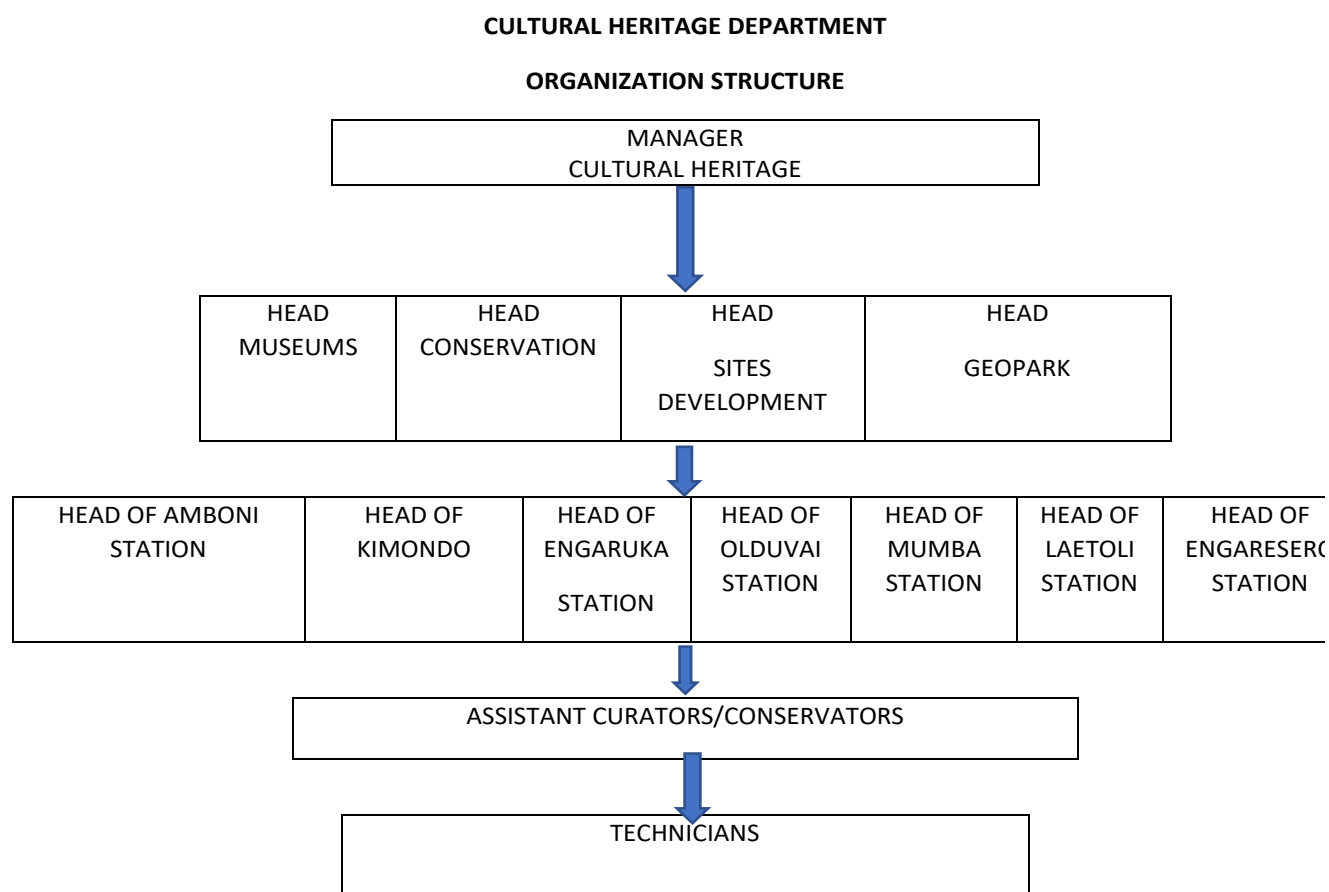 CULTURAL HERITAGE DEPARTMENT
ORGANIZATION STRUCTURE
MANAGER
CULTURAL HERITAGE
HEAD
MUSEUMS
HEAD
CONSERVATION
HEAD
SITES
DEVELOPMENT
HEAD
GEOPARK
HEAD OF AMBONI
STATION
HEAD OF
KIMONDO
HEAD OF
ENGARUKA
STATION
HEAD OF
OLDUVAI
STATION
HEAD OF
MUMBA
STATION
HEAD OF
LAETOLI
STATION
HEAD OF
ENGARESERO
STATION
ASSISTANT CURATORS/CONSERVATORS
TECHNICIANS